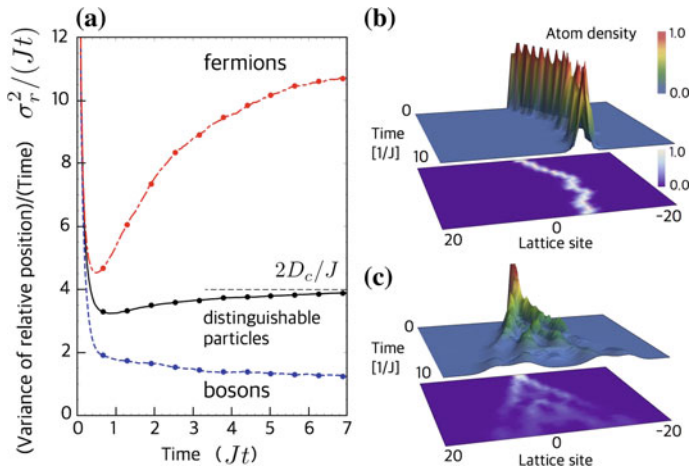 (a)
(Variance of relative position)/(Time) σ_r^2/(Jt)
12
10
8
6
4
2
0
fermions
2D_c/J
distinguishable
particles
bosons
0 1 2 3 4 5 6 7
Time (Jt)
(b)
Atom density
1.0
0.0
0
Time
[1/J]
10
1.0
0.0
20
0
-20
Lattice site
(c)
0
Time
[1/J]
10
20
0
-20
Lattice site